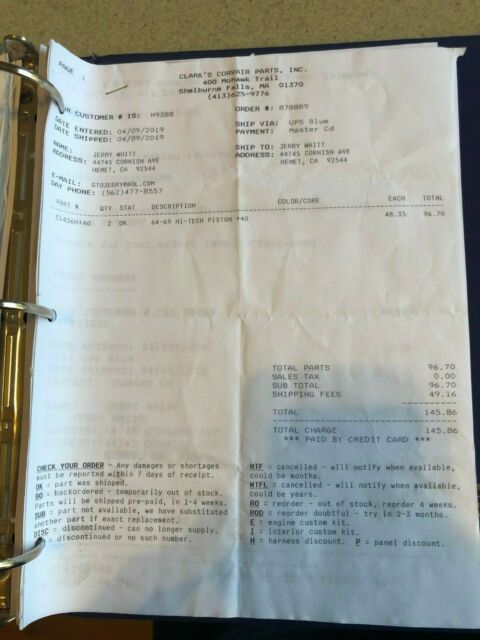 PAGE 1
CLARK'S CORVAIR PARTS, INC.
400 Mohawk Trail
Shelburne Falls, MA 01370
(413)625-9776
UR CUSTOMER # IS: H9388
ORDER #: 878889
DATE ENTERED: 04/09/2019
DATE SHIPPED: 04/09/2019
SHIP VIA: UPS Blue
PAYMENT: Master Cd
NAME: JERRY WHITT
ADDRESS: 44745 CORNISH AVE
HEMET, CA 92544
SHIP TO: JERRY WHITT
ADDRESS: 44745 CORNISH AVE
HEMET, CA 92544
E-MAIL: GTOJERRY@AOL.COM
DAY PHONE: (562)477-8557
PART # QTY STAT DESCRIPTION COLOR/CORE EACH TOTAL
C1436H+40 2 OK 64-69 HI-TECH PISTON +40 48.35 96.70
TOTAL PARTS 96.70
SALES TAX 0.00
SUB TOTAL 96.70
SHIPPING FEES 49.16
TOTAL 145.86
TOTAL CHARGE 145.86
*** PAID BY CREDIT CARD ***
CHECK YOUR ORDER - Any damages or shortages
must be reported within 7 days of receipt.
OK = part was shipped.
BO = backordered - temporarily out of stock.
Parts will be shipped pre-paid, in 1-4 weeks.
SUB - part not available, we have substituted
another part if exact replacement.
DISC = discontinued - can no longer supply.
= discontinued or no such number.
NTF = cancelled - will notify when available,
could be months.
NTFL = cancelled - will notify when available,
could be years.
RO = reorder - out of stock, reorder 4 weeks.
ROD = reorder doubtful - try in 2-3 months.
E = engine custom kit.
I = interior custom kit.
H = harness discount. P = panel discount.